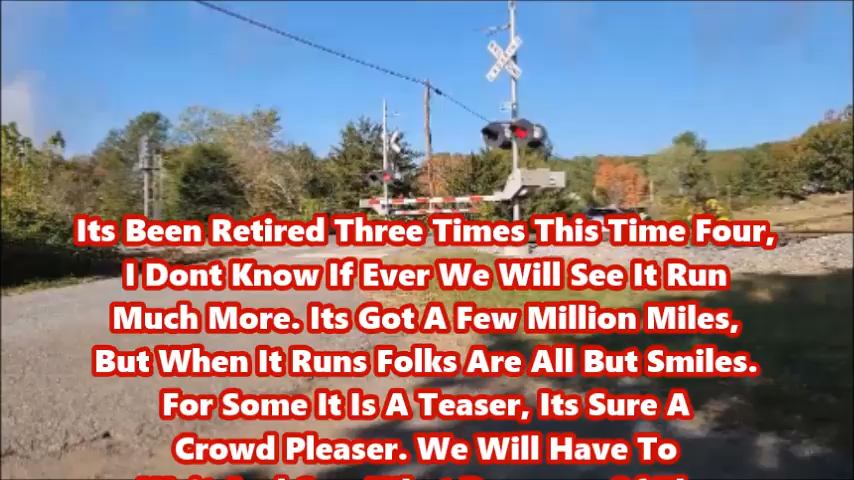 Its Been Retired Three Times This Time Four,
I Dont Know If Ever We Will See It Run
Much More. Its Got A Few Million Miles,
But When It Runs Folks Are All But Smiles.
For Some It Is A Teaser, Its Sure A
Crowd Pleaser. We Will Have To